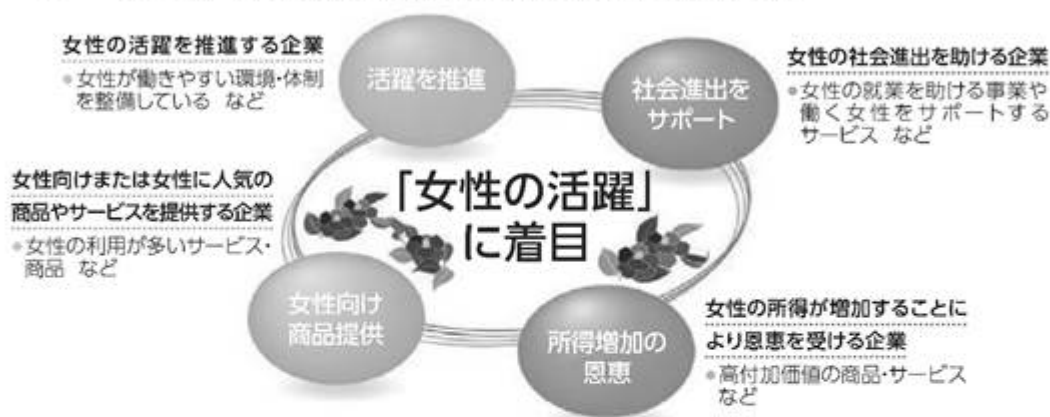 女性の活躍を推進する企業
●女性が働きやすい環境・体制
を整備している など
活躍を推進
社会進出を
サポート
女性の社会進出を助ける企業
●女性の就業を助ける事業や
働く女性をサポートする
サービス など
女性向けまたは女性に人気の
商品やサービスを提供する企業
●女性の利用が多いサービス・
商品 など
「女性の活躍」
に着目
女性向け
商品提供
所得増加の
恩恵
女性の所得が増加することに
より恩恵を受ける企業
●高付加価値の商品・サービス
など